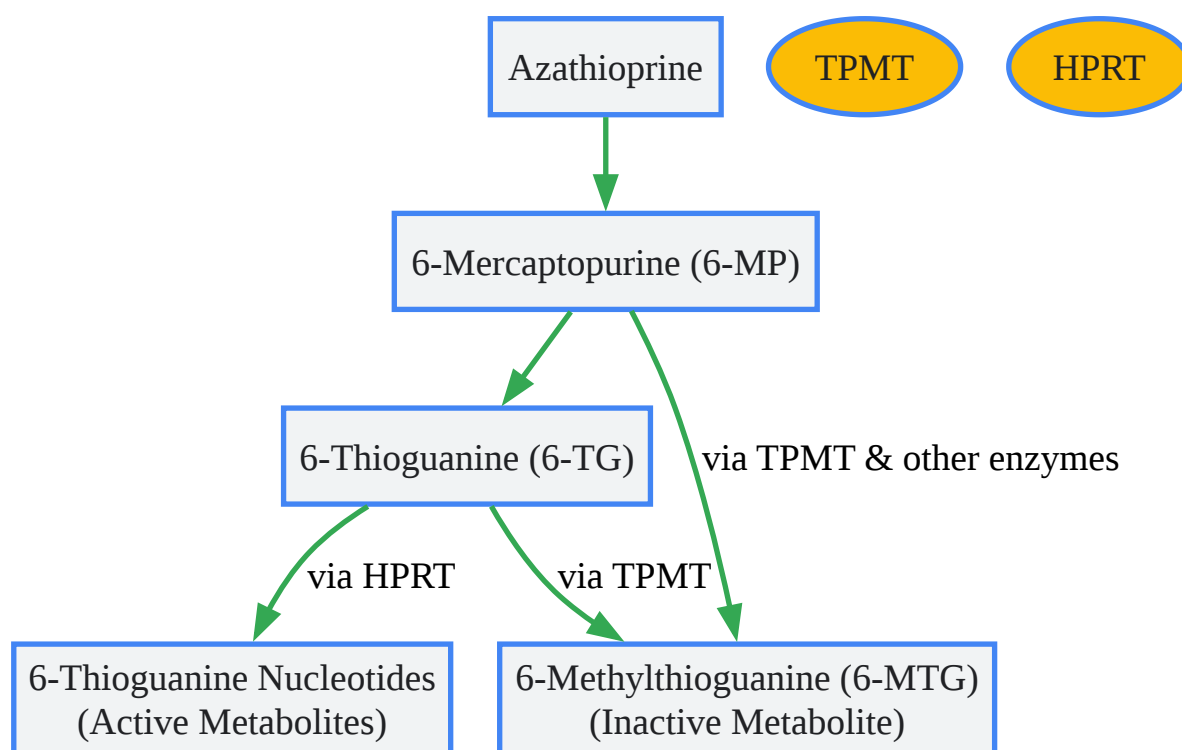 Azathioprine
TPMT
HPRT
6-Mercaptopurine (6-MP)
6-Thioguanine (6-TG)
via TPMT & other enzymes
via HPRT
via TPMT
6-Thioguanine Nucleotides
(Active Metabolites)
6-Methylthioguanine (6-MTG)
(Inactive Metabolite)